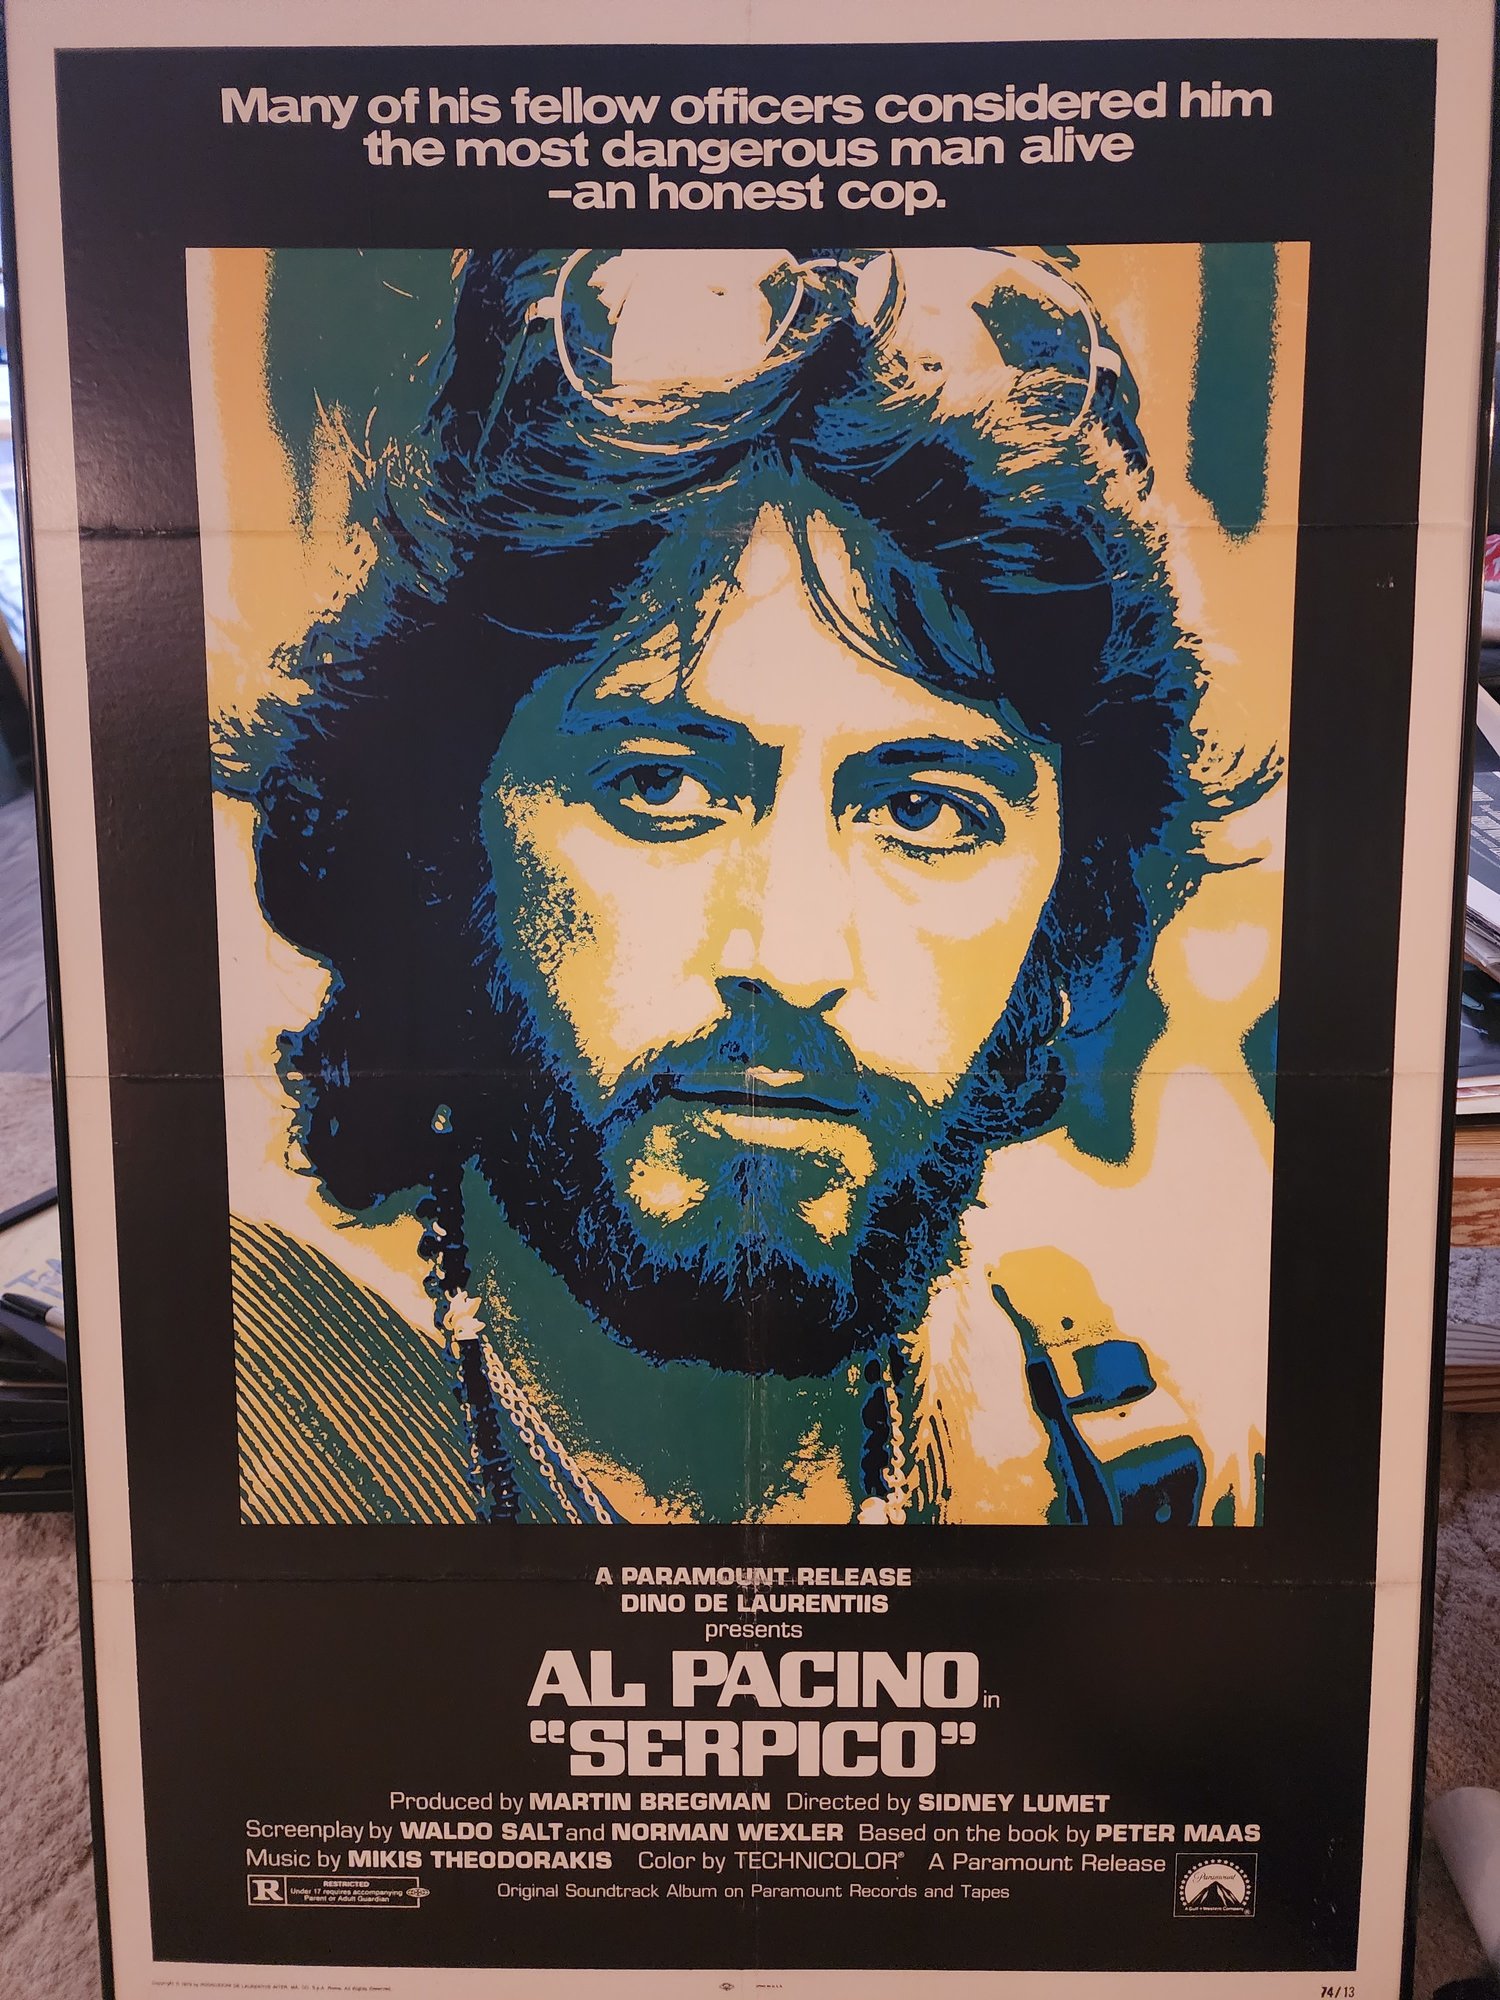 Many of his fellow officers considered him
the most dangerous man alive
–an honest cop.
A PARAMOUNT RELEASE
DINO DE LAURENTIIS
presents
AL PACINO in
“SERPICO”
Produced by MARTIN BREGMAN Directed by SIDNEY LUMET
Screenplay by WALDO SALT and NORMAN WEXLER Based on the book by PETER MAAS
Music by MIKIS THEODORAKIS Color by TECHNICOLOR® A Paramount Release
R RESTRICTED
Under 17 requires accompanying
Parent or Adult Guardian
Original Soundtrack Album on Paramount Records and Tapes
Paramount
A Gulf + Western Company
74/13